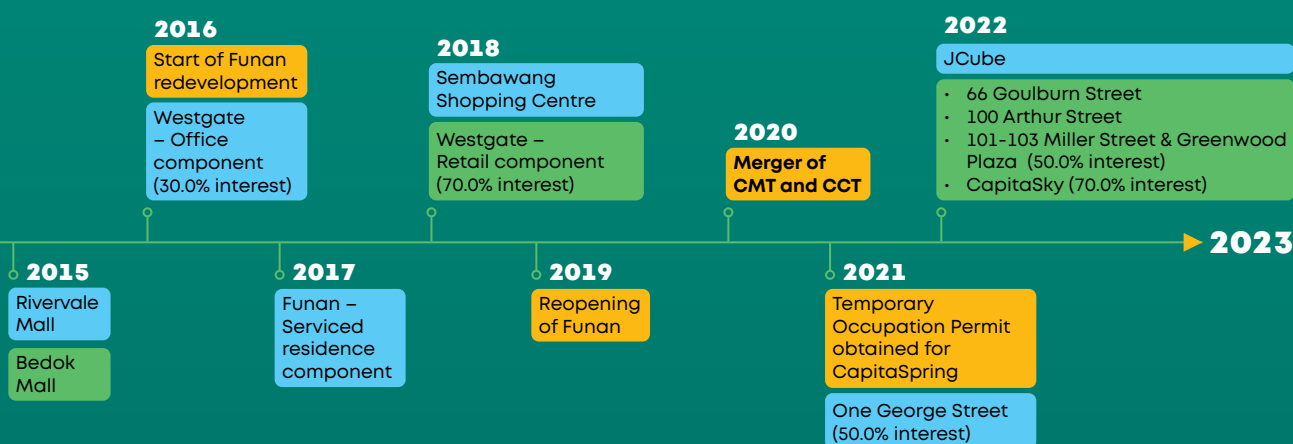 2016
Start of Funan
redevelopment
Westgate
– Office
component
(30.0% interest)
2018
Sembawang
Shopping Centre
Westgate –
Retail component
(70.0% interest)
2020
Merger of
CMT and CCT
2022
JCube
• 66 Goulburn Street
• 100 Arthur Street
• 101-103 Miller Street & Greenwood
Plaza (50.0% interest)
• CapitaSky (70.0% interest)
2023
2015
Rivervale
Mall
Bedok
Mall
2017
Funan –
Serviced
residence
component
2019
Reopening
of Funan
2021
Temporary
Occupation Permit
obtained for
CapitaSpring
One George Street
(50.0% interest)